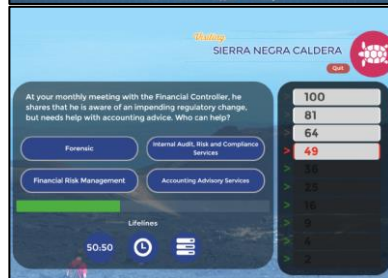 Visiting
SIERRA NEGRA CALDERA
Quit
At your monthly meeting with the Financial Controller, he
shares that he is aware of an impending regulatory change,
but needs help with accounting advice. Who can help?
Forensic
Internal Audit, Risk and Compliance
Services
Financial Risk Management
Accounting Advisory Services
Lifelines
50:50
100
81
64
> 49
> 36
> 25
> 16
> 9
> 4
> 2